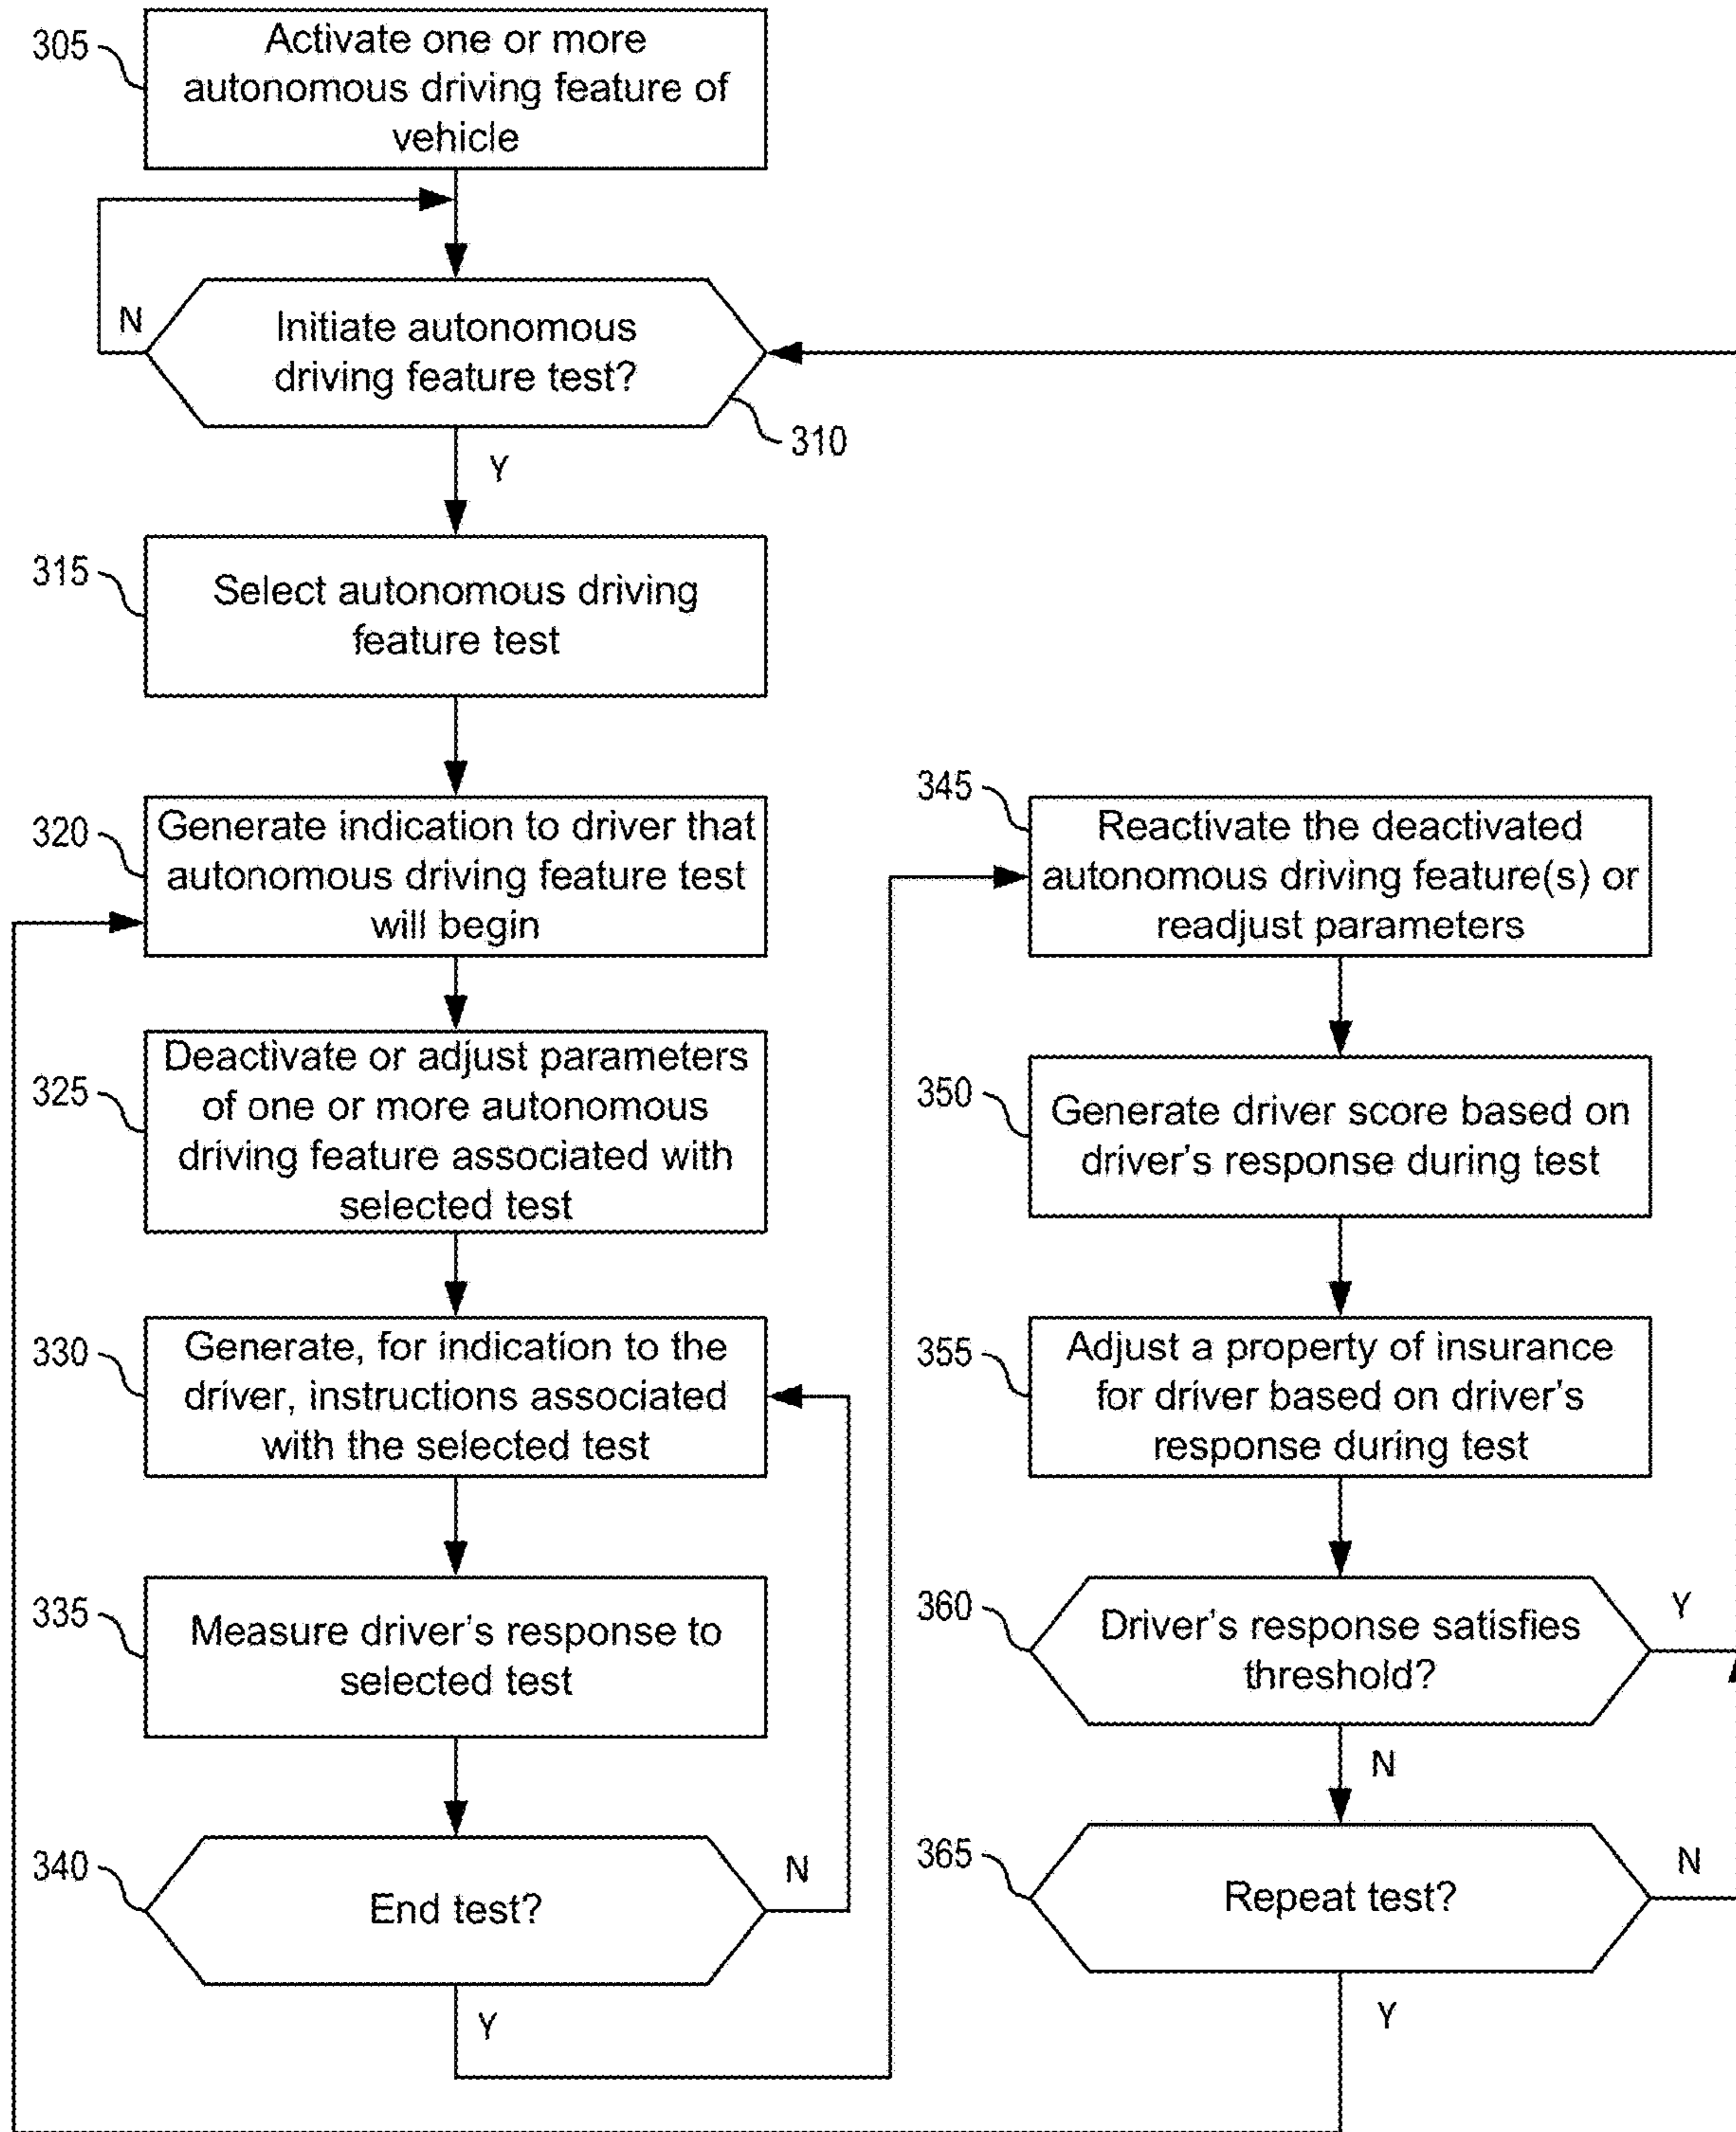 305
Activate one or more
autonomous driving feature of
vehicle
N
Initiate autonomous
driving feature test?
310
Y
315
Select autonomous driving
feature test
320
Generate indication to driver that
autonomous driving feature test
will begin
325
Deactivate or adjust parameters
of one or more autonomous
driving feature associated with
selected test
330
Generate, for indication to the
driver, instructions associated
with the selected test
335
Measure driver's response to
selected test
340
End test?
N
Y
345
Reactivate the deactivated
autonomous driving feature(s) or
readjust parameters
350
Generate driver score based on
driver's response during test
355
Adjust a property of insurance
for driver based on driver's
response during test
360
Driver's response satisfies
threshold?
Y
N
365
Repeat test?
N
Y